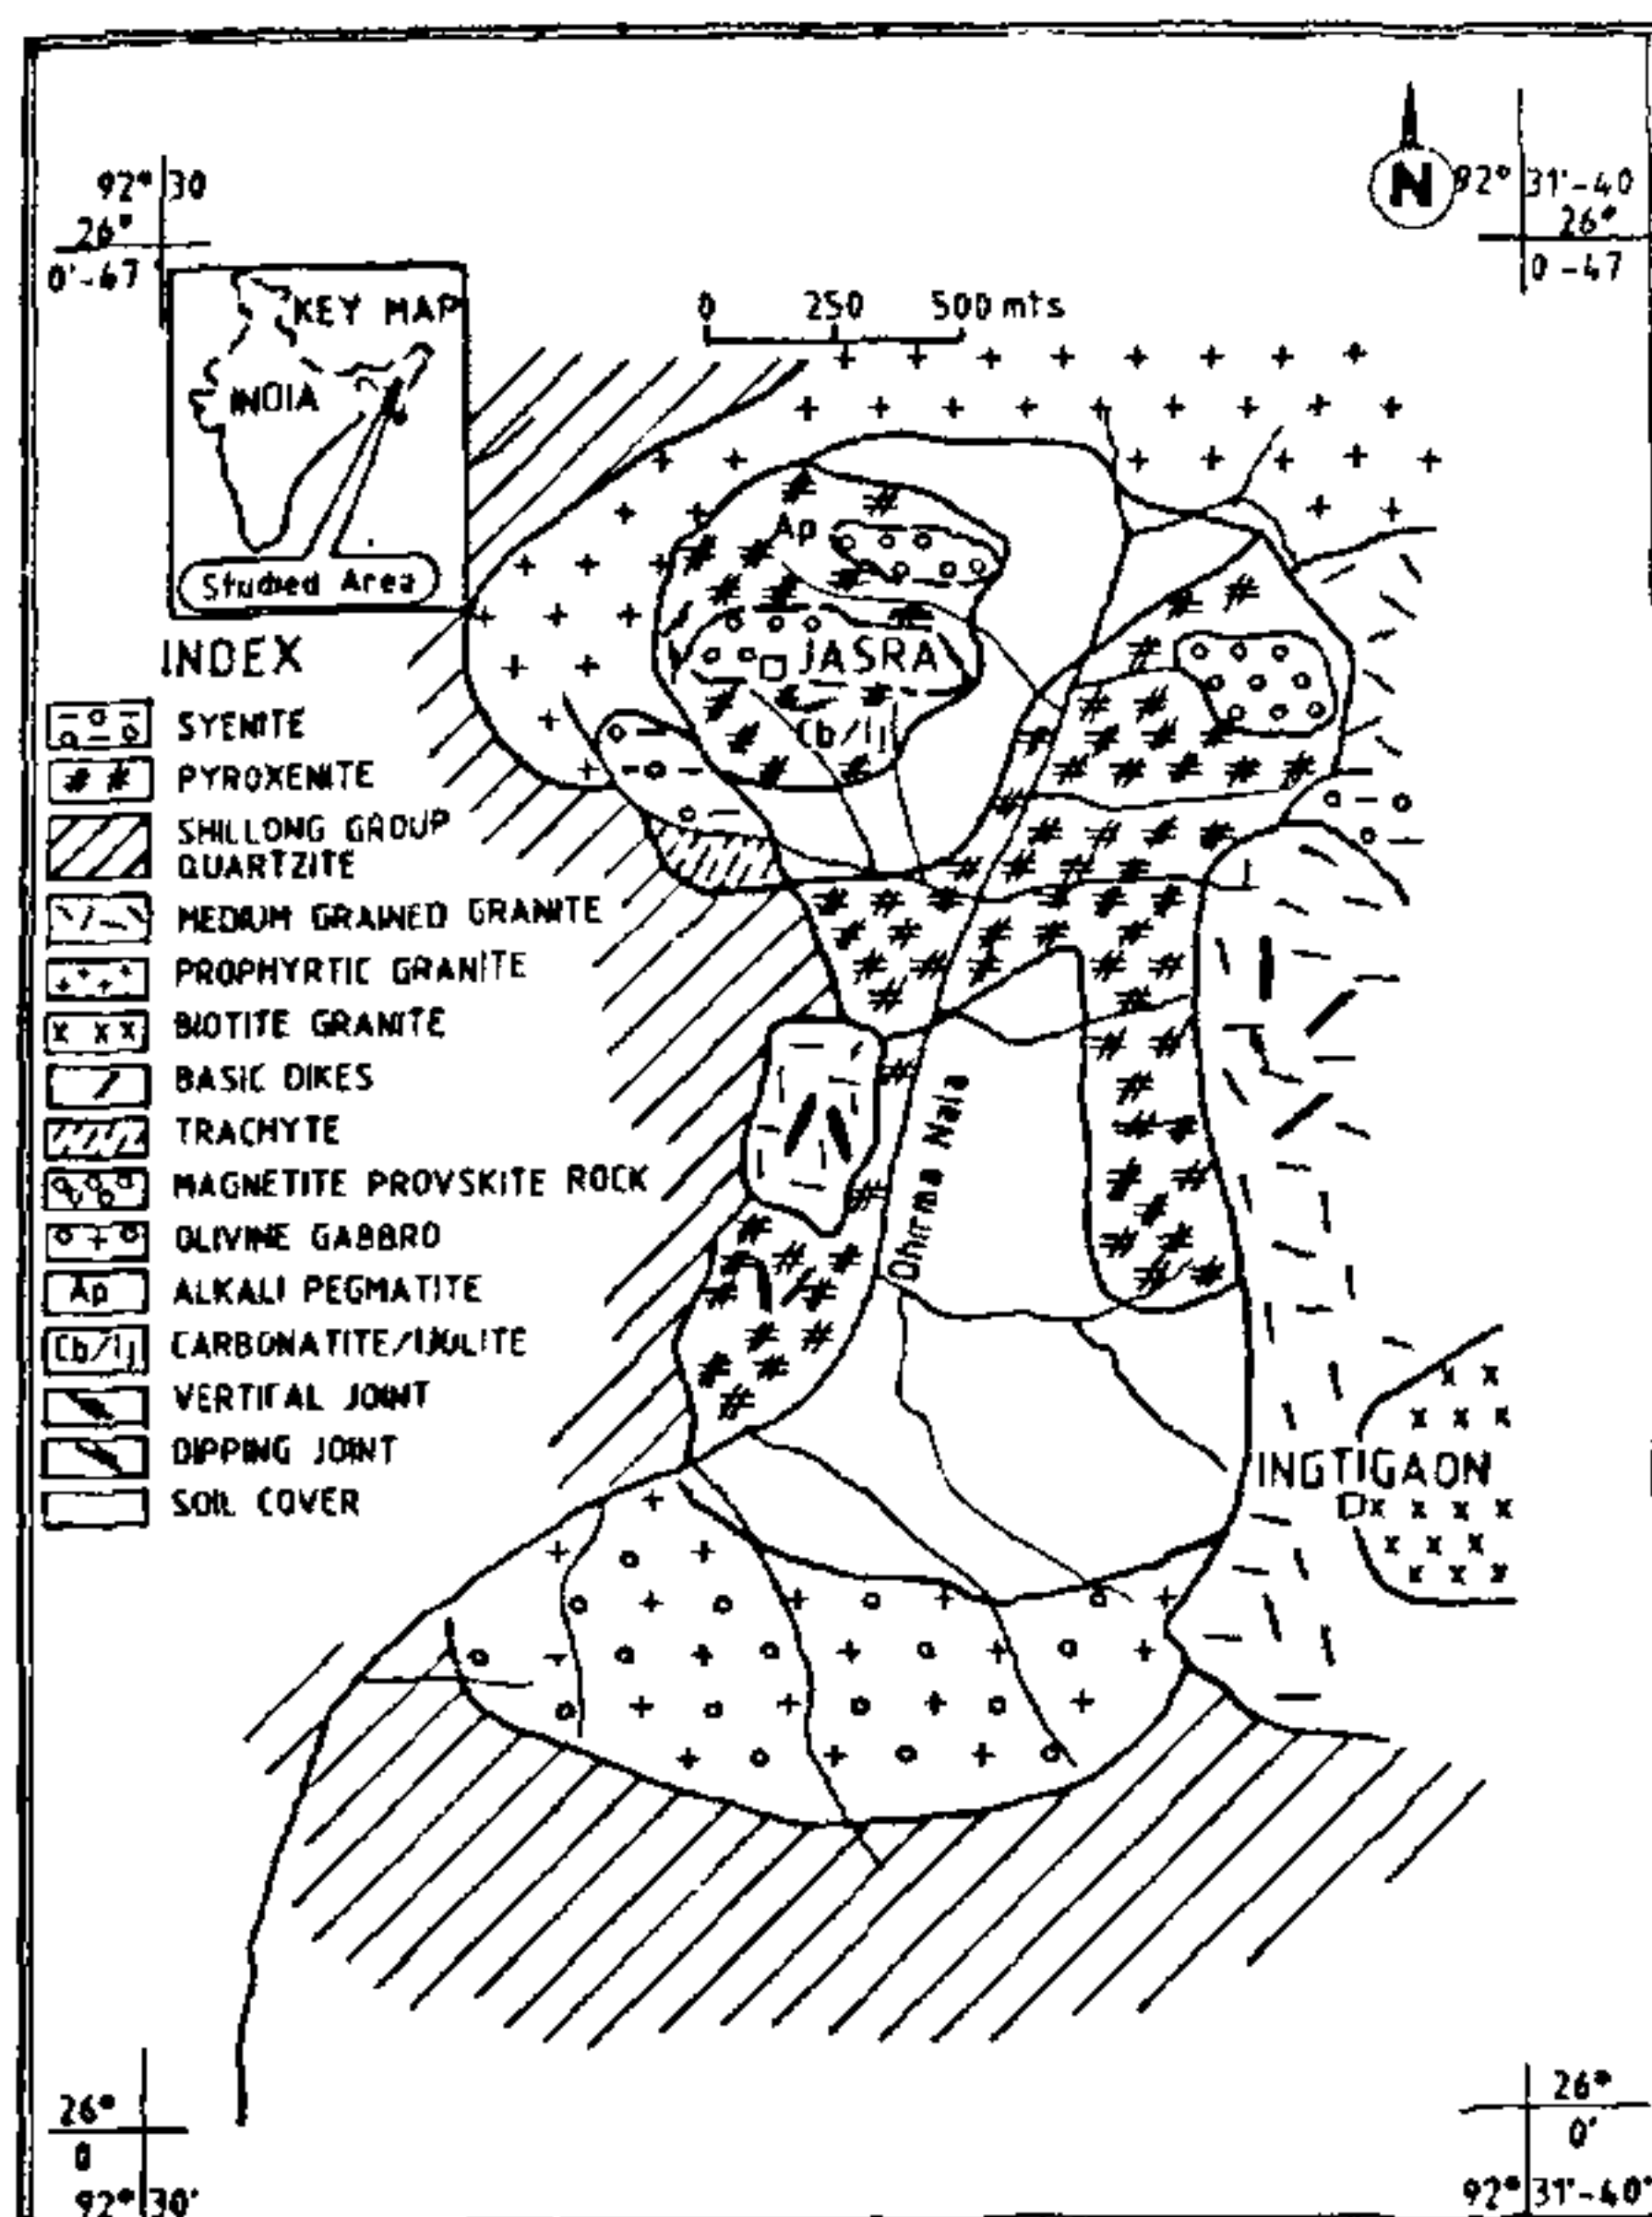 92° 30
26°
0'-47
N
92° 31'-40
26°
0-47
KEY MAP
INDIA
Studied Area
0 250 500 mts
INDEX
SYENITE
PYROXENITE
SHILLONG GROUP
QUARTZITE
MEDIUM GRAINED GRANITE
PROPHYRTIC GRANITE
BIOTITE GRANITE
BASIC DIKES
TRACHYTE
MAGNETITE PROVSKITE ROCK
OLIVINE GABBRO
Ap ALKALI PEGMATITE
Cb/Ij CARBONATITE/IJOLITE
VERTICAL JOINT
DIPPING JOINT
SOIL COVER
Ap
JASRA
Cb/Ij
Dhrma Nala
INGTIGAON
26°
0
92° 30'
26°
0'
92° 31'-40"